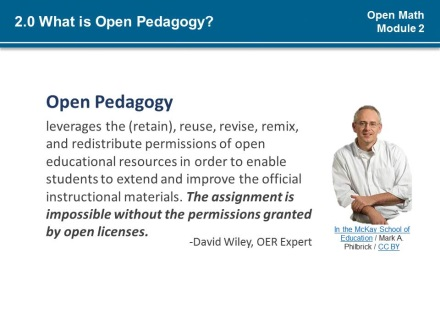 2.0 What is Open Pedagogy?
Open Math
Module 2
Open Pedagogy
leverages the (retain), reuse, revise, remix,
and redistribute permissions of open
educational resources in order to enable
students to extend and improve the official
instructional materials. The assignment is
impossible without the permissions granted
by open licenses.
-David Wiley, OER Expert
In the McKay School of
Education / Mark A.
Philbrick / CC BY